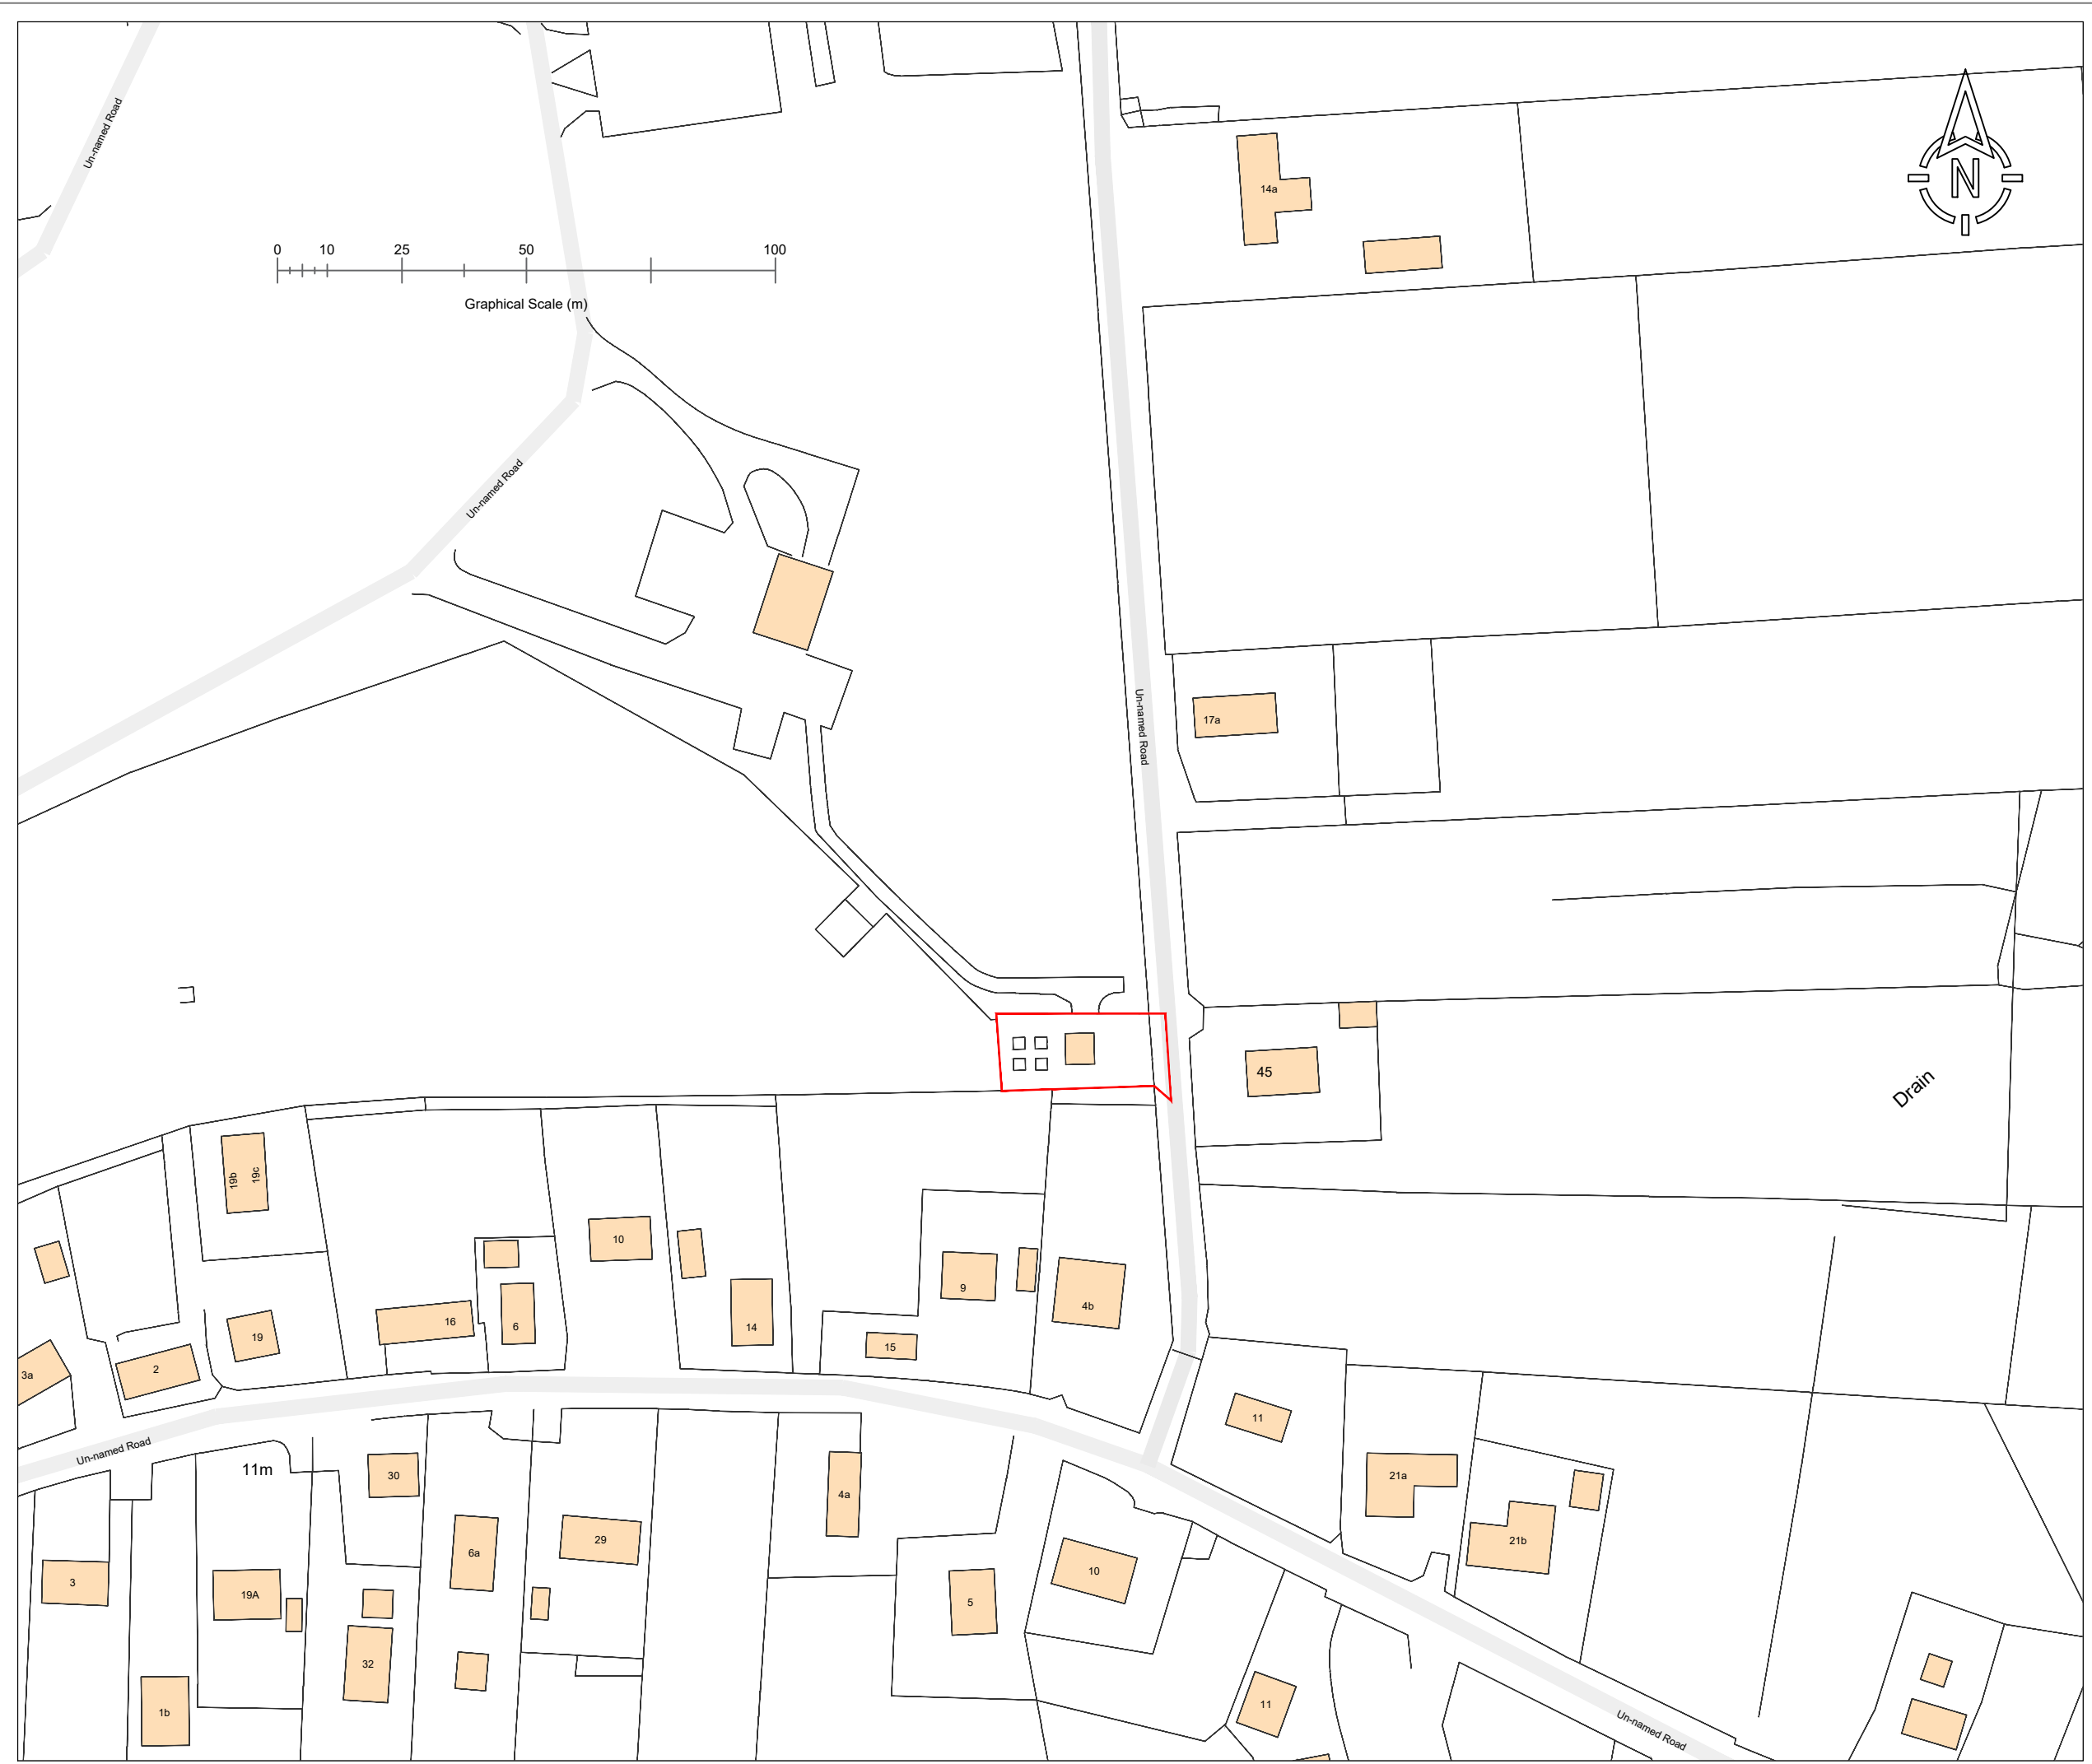 Un-named Road
N
14a
0 10 25 50 100
Graphical Scale (m)
Un-named Road
Un-named Road
17a
45
Drain
19b
19c
10
9
4b
16
6
14
15
19
2
3a
11
Un-named Road
11m
30
21a
4a
21b
29
6a
10
3
19A
5
32
11
1b
Un-named Road